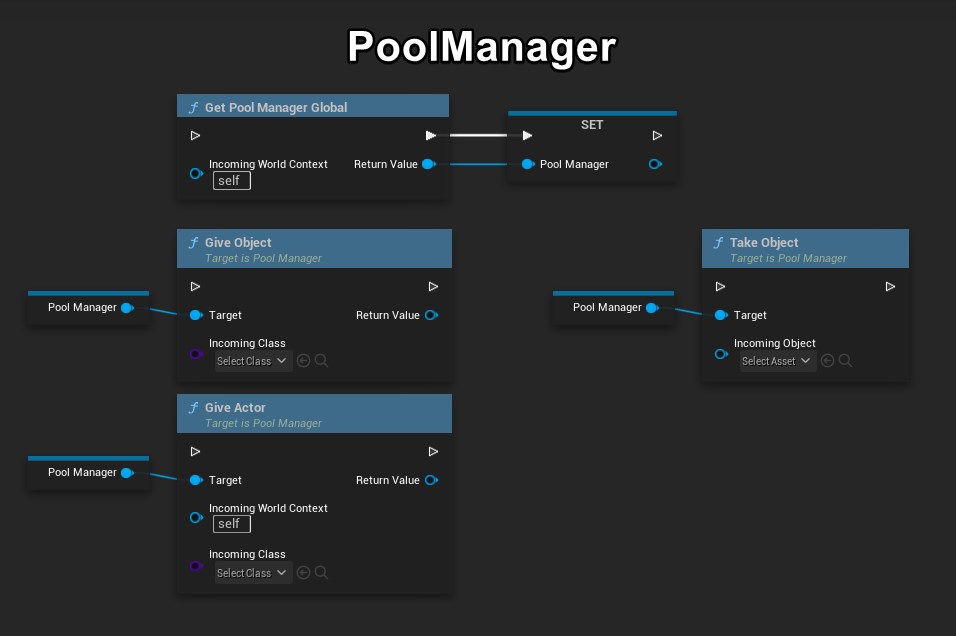 PoolManager
Get Pool Manager Global
SET
Incoming World Context
self
Return Value
Pool Manager
Give Object
Target is Pool Manager
Pool Manager
Target
Return Value
Incoming Class
Select Class
Take Object
Target is Pool Manager
Pool Manager
Target
Incoming Object
Select Asset
Give Actor
Target is Pool Manager
Pool Manager
Target
Return Value
Incoming World Context
self
Incoming Class
Select Class